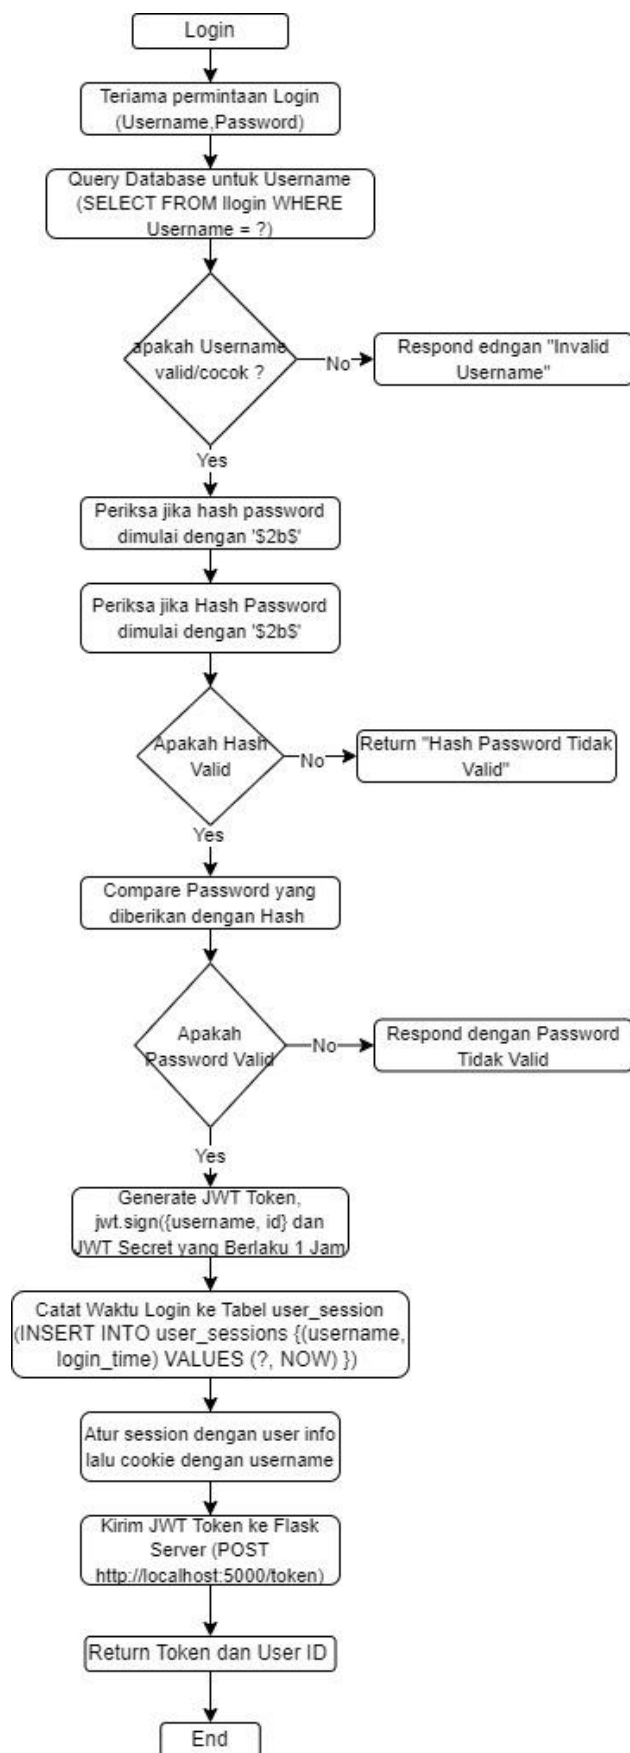 Login
Teriama permintaan Login
(Username,Password)
Query Database untuk Username
(SELECT FROM llogin WHERE
Username = ?)
apakah Username
valid/cocok ?
No
Respond edngan "Invalid
Username"
Yes
Periksa jika hash password
dimulai dengan '$2b$'
Periksa jika Hash Password
dimulai dengan '$2b$'
Apakah Hash
Valid
No
Return "Hash Password Tidak
Valid"
Yes
Compare Password yang
diberikan dengan Hash
Apakah
Password Valid
No
Respond dengan Password
Tidak Valid
Yes
Generate JWT Token,
jwt.sign({username, id} dan
JWT Secret yang Berlaku 1 Jam
Catat Waktu Login ke Tabel user_session
(INSERT INTO user_sessions {(username,
login_time) VALUES (?, NOW) })
Atur session dengan user info
lalu cookie dengan username
Kirim JWT Token ke Flask
Server (POST
http://localhost:5000/token)
Return Token dan User ID
End